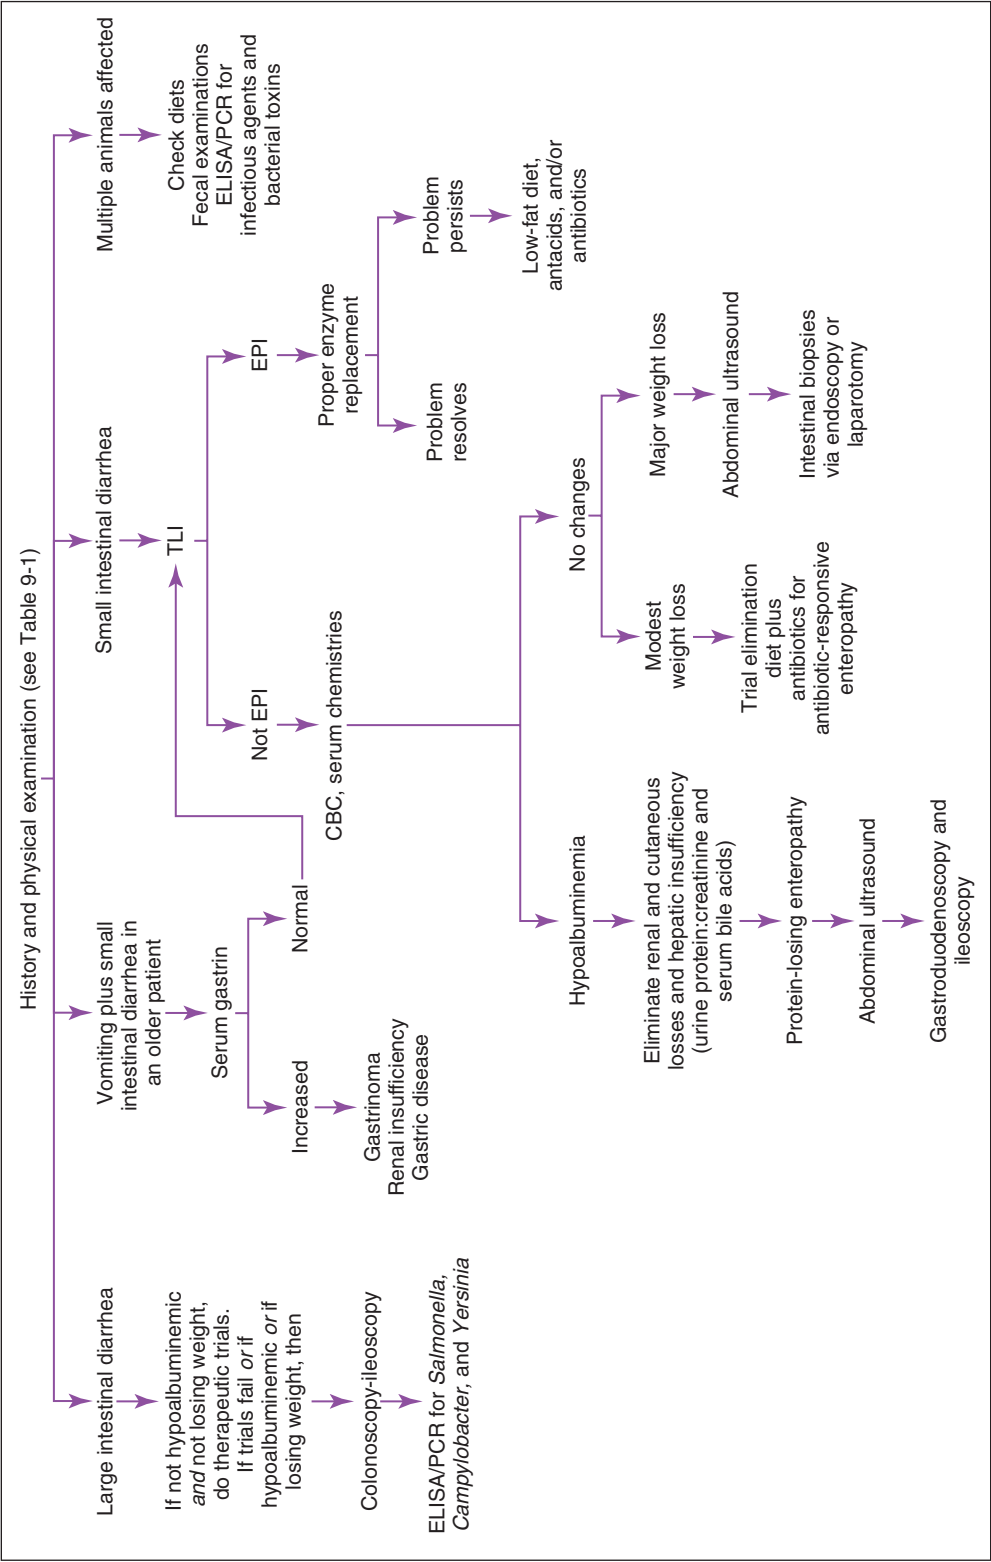 History and physical examination (see Table 9-1)
Large intestinal diarrhea
If not hypoalbuminemic
and not losing weight,
do therapeutic trials.
If trials fail or if
hypoalbuminemic or if
losing weight, then
Colonoscopy-ileoscopy
ELISA/PCR for Salmonella,
Campylobacter, and Yersinia
Vomiting plus small
intestinal diarrhea in
an older patient
Serum gastrin
Increased
Gastrinoma
Renal insufficiency
Gastric disease
Normal
Small intestinal diarrhea
TLI
Not EPI
CBC, serum chemistries
Hypoalbuminemia
Eliminate renal and cutaneous
losses and hepatic insufficiency
(urine protein:creatinine and
serum bile acids)
Protein-losing enteropathy
Abdominal ultrasound
Gastroduodenoscopy and
ileoscopy
No changes
Modest
weight loss
Trial elimination
diet plus
antibiotics for
antibiotic-responsive
enteropathy
Major weight loss
Abdominal ultrasound
Intestinal biopsies
via endoscopy or
laparotomy
EPI
Proper enzyme
replacement
Problem
resolves
Problem
persists
Low-fat diet,
antacids, and/or
antibiotics
Multiple animals affected
Check diets
Fecal examinations
ELISA/PCR for
infectious agents and
bacterial toxins